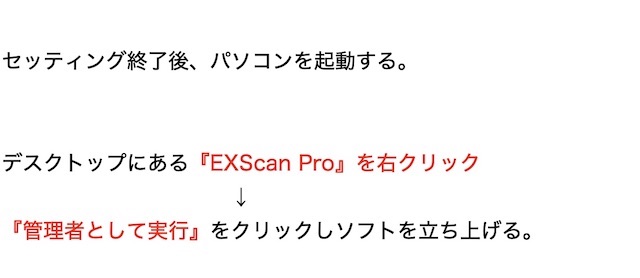 セッティング終了後、パソコンを起動する。
デスクトップにある『EXScan Pro』を右クリック
↓
『管理者として実行』をクリックしソフトを立ち上げる。